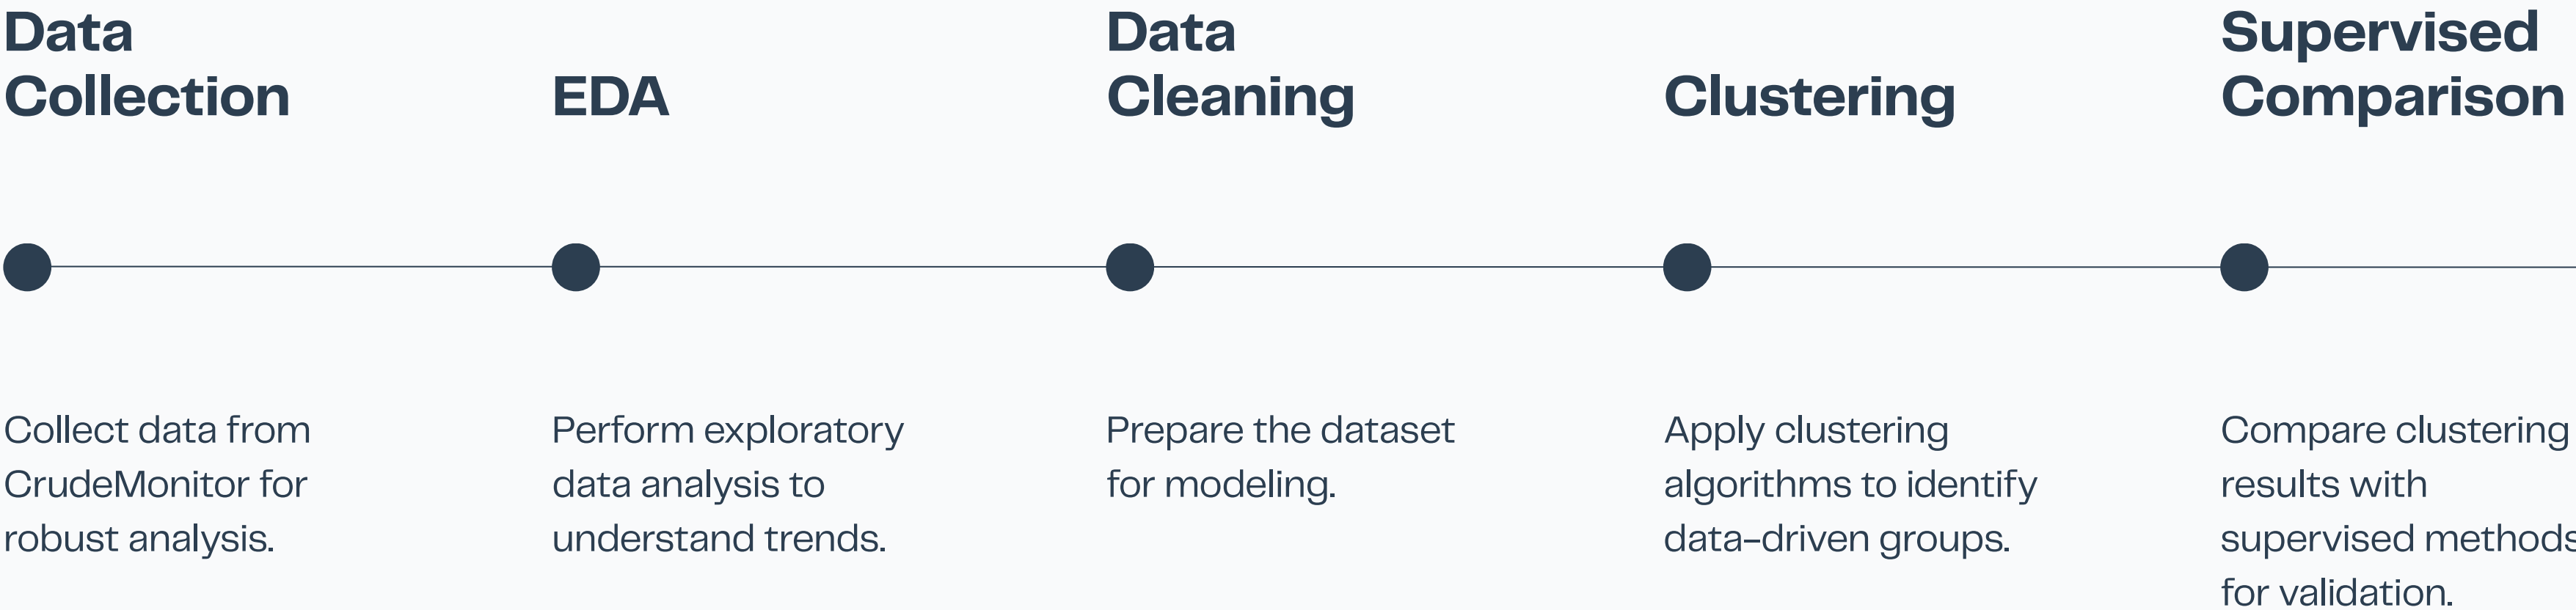 Data
Collection
EDA
Data
Cleaning
Clustering
Supervised
Comparison
Collect data from
CrudeMonitor for
robust analysis.
Perform exploratory
data analysis to
understand trends.
Prepare the dataset
for modeling.
Apply clustering
algorithms to identify
data-driven groups.
Compare clustering
results with
supervised methods
for validation.